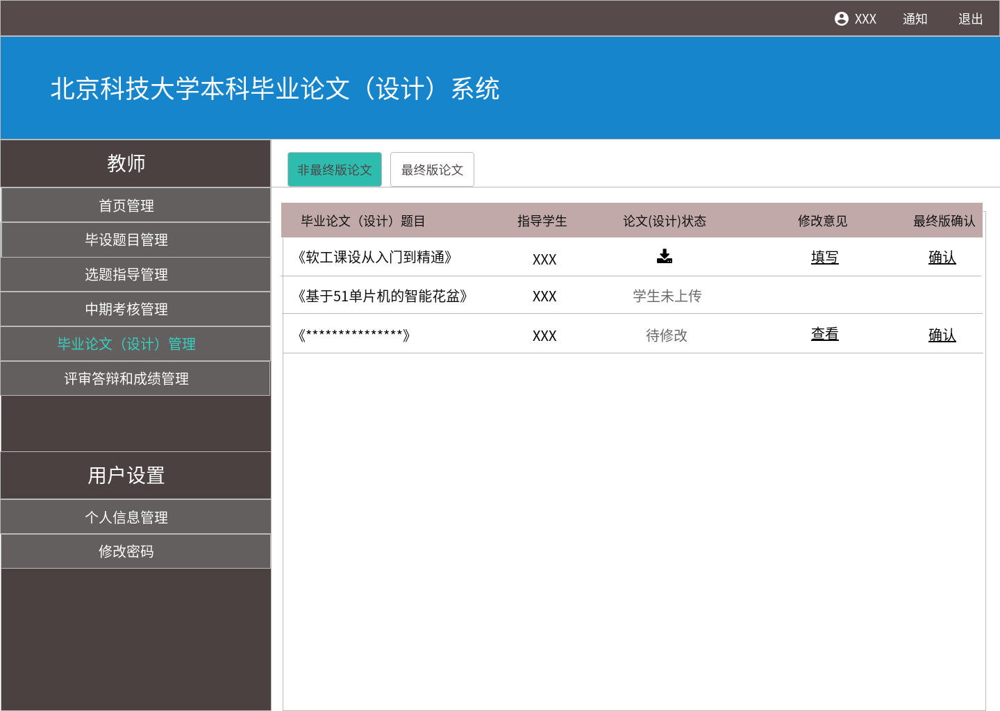 XXX 通知 退出
北京科技大学本科毕业论文（设计）系统
教师
首页管理
毕设题目管理
选题指导管理
中期考核管理
毕业论文（设计）管理
评审答辩和成绩管理
用户设置
个人信息管理
修改密码
非最终版论文 最终版论文
毕业论文（设计）题目 指导学生 论文(设计)状态 修改意见 最终版确认
《软工课设从入门到精通》 XXX 填写 确认
《基于51单片机的智能花盆》 XXX 学生未上传
《***************》 XXX 待修改 查看 确认